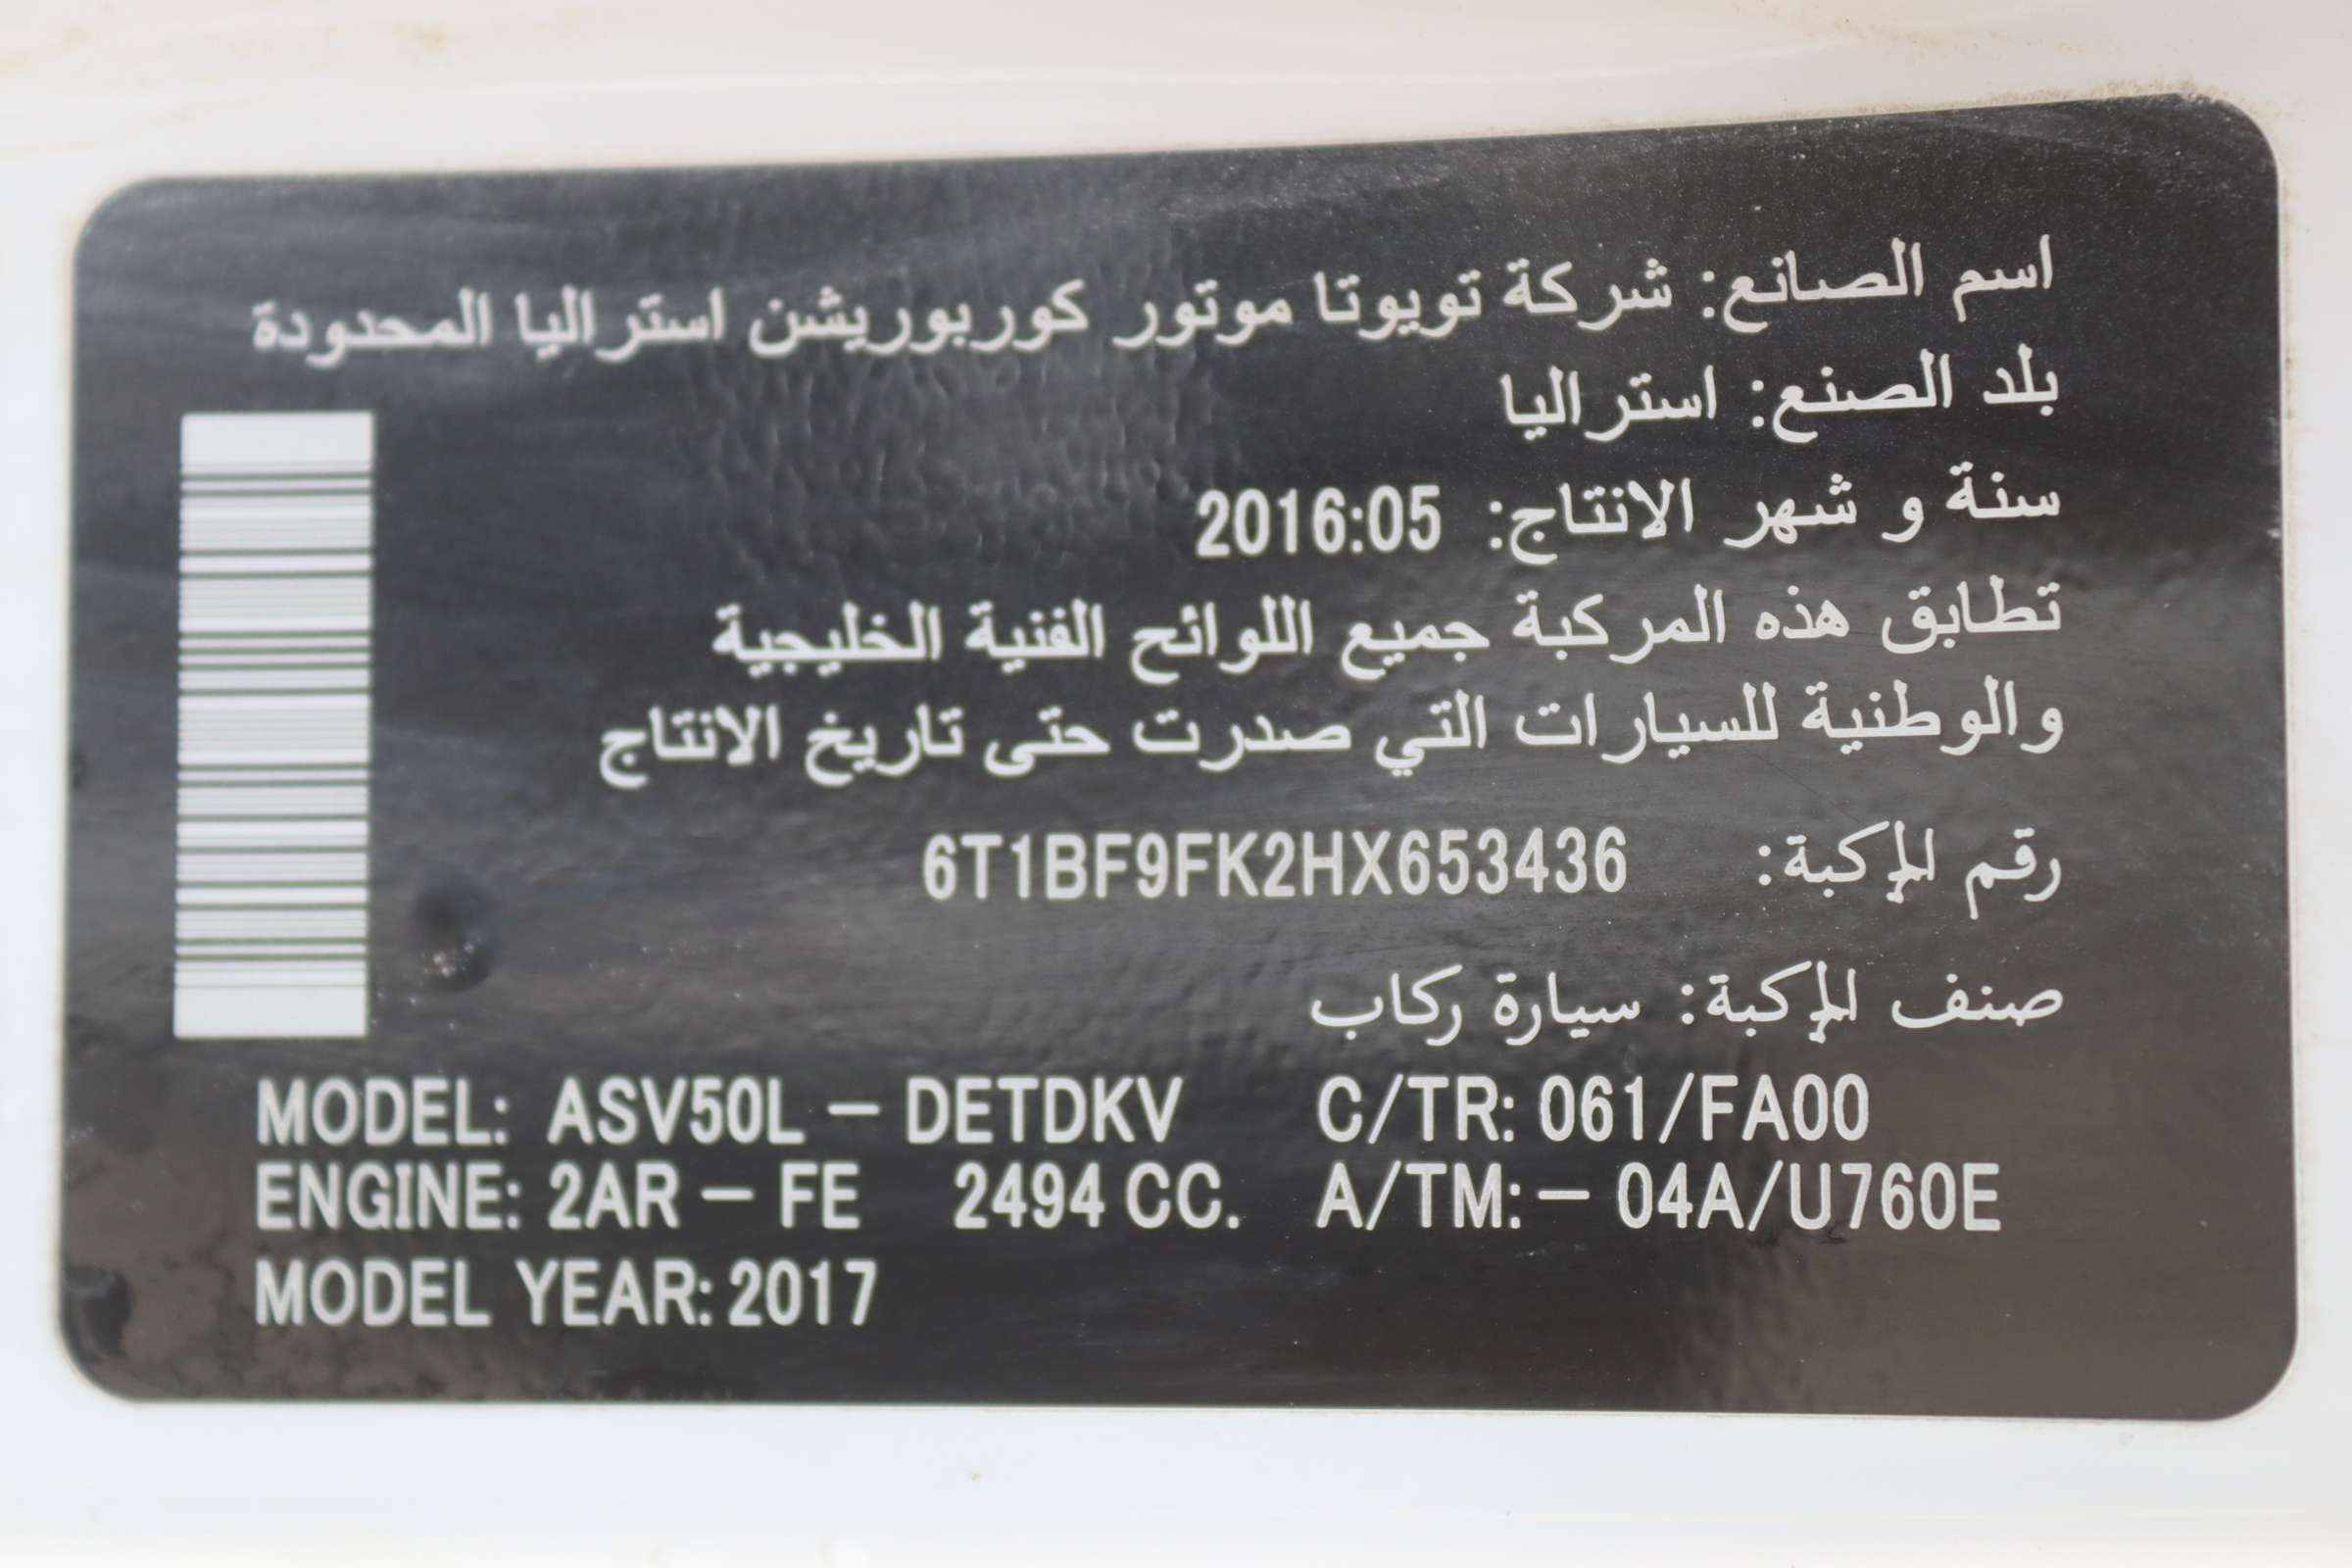 اسم الصانع: شركة تويوتا موتور كوربوريشن استراليا المحدودة
بلد الصنع: استراليا
سنة و شهر الانتاج: 2016:05
تطابق هذه المركبة جميع اللوائح الفنية الخليجية
والوطنية للسيارات التي صدرت حتى تاريخ الانتاج
رقم المركبة: 6T1BF9FK2HX653436
صنف المركبة: سيارة ركاب
MODEL: ASV50L – DETDKV C/TR: 061/FA00
ENGINE: 2AR – FE 2494 CC. A/TM: – 04A/U760E
MODEL YEAR: 2017